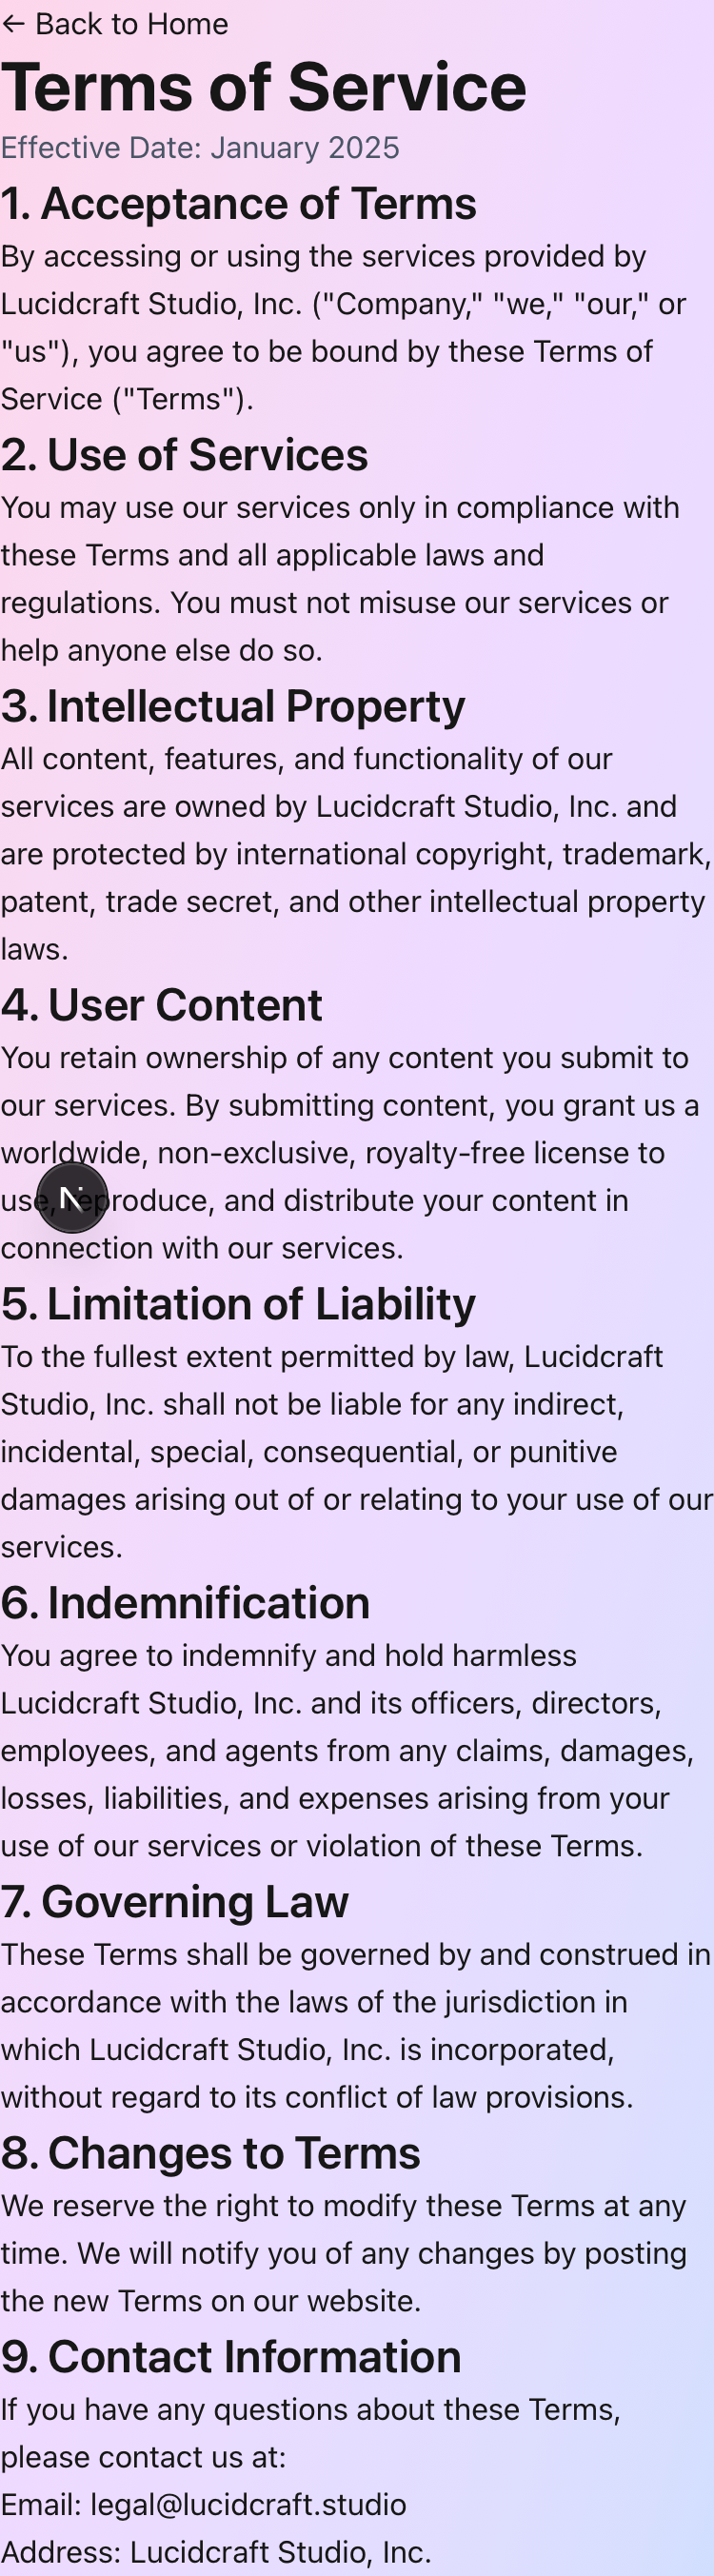 ← Back to Home
Terms of Service
Effective Date: January 2025
1. Acceptance of Terms
By accessing or using the services provided by
Lucidcraft Studio, Inc. ("Company," "we," "our," or
"us"), you agree to be bound by these Terms of
Service ("Terms").
2. Use of Services
You may use our services only in compliance with
these Terms and all applicable laws and
regulations. You must not misuse our services or
help anyone else do so.
3. Intellectual Property
All content, features, and functionality of our
services are owned by Lucidcraft Studio, Inc. and
are protected by international copyright, trademark,
patent, trade secret, and other intellectual property
laws.
4. User Content
You retain ownership of any content you submit to
our services. By submitting content, you grant us a
worldwide, non-exclusive, royalty-free license to
use, reproduce, and distribute your content in
connection with our services.
5. Limitation of Liability
To the fullest extent permitted by law, Lucidcraft
Studio, Inc. shall not be liable for any indirect,
incidental, special, consequential, or punitive
damages arising out of or relating to your use of our
services.
6. Indemnification
You agree to indemnify and hold harmless
Lucidcraft Studio, Inc. and its officers, directors,
employees, and agents from any claims, damages,
losses, liabilities, and expenses arising from your
use of our services or violation of these Terms.
7. Governing Law
These Terms shall be governed by and construed in
accordance with the laws of the jurisdiction in
which Lucidcraft Studio, Inc. is incorporated,
without regard to its conflict of law provisions.
8. Changes to Terms
We reserve the right to modify these Terms at any
time. We will notify you of any changes by posting
the new Terms on our website.
9. Contact Information
If you have any questions about these Terms,
please contact us at:
Email: legal@lucidcraft.studio
Address: Lucidcraft Studio, Inc.